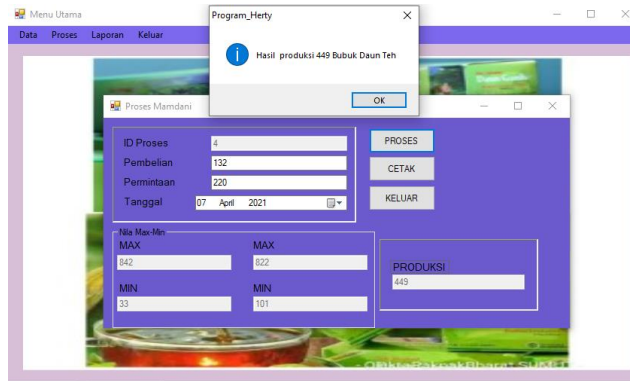 Menu Utama
Data Proses Laporan Keluar
Program_Herty
Hasil produksi 449 Bubuk Daun Teh
OK
Proses Mamdani
ID Proses 4
Pembelian 132
Permintaan 220
Tanggal 07 April 2021
PROSES
CETAK
KELUAR
Nila Max-Min
MAX MAX
842 822
MIN MIN
33 101
PRODUKSI
449